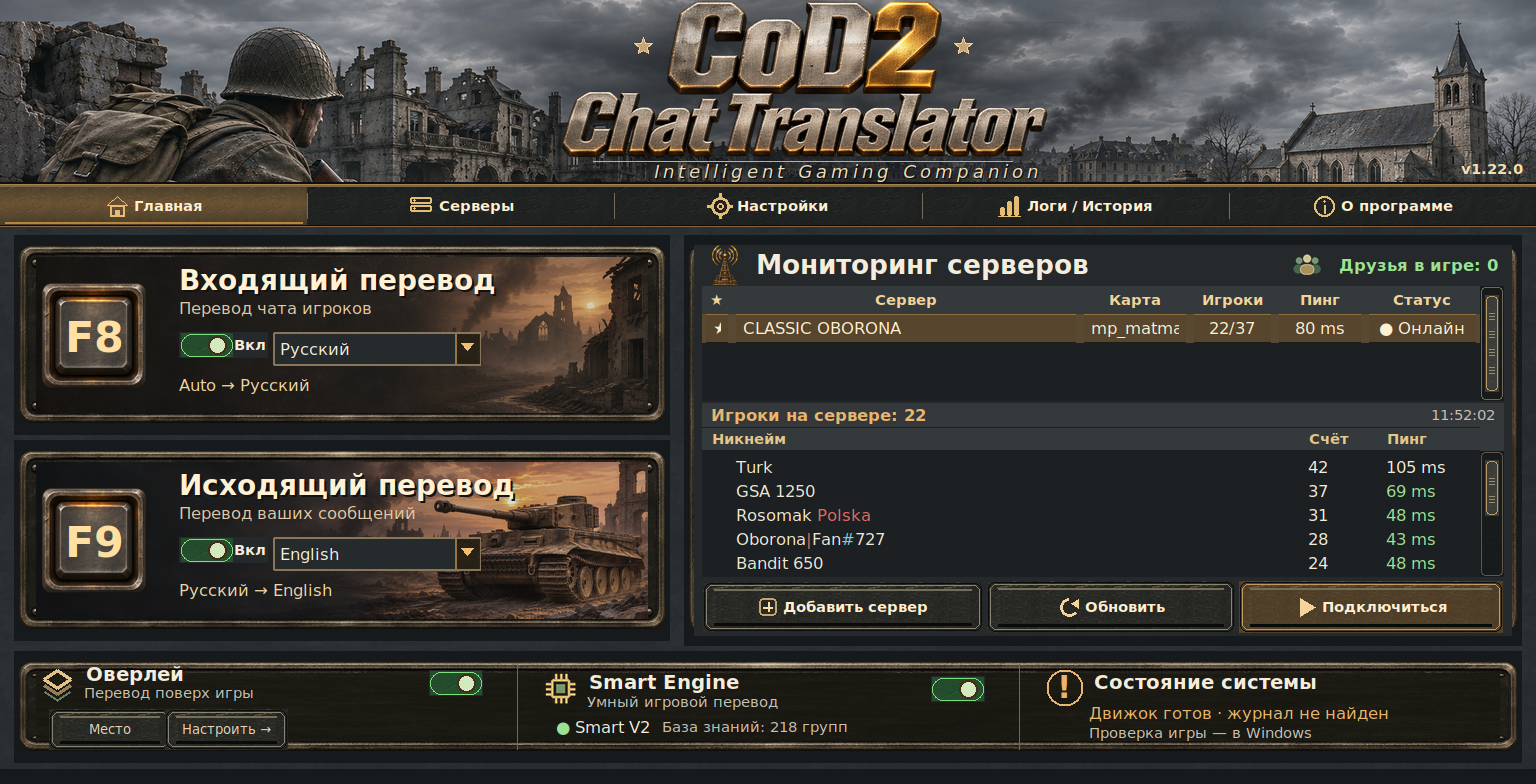 CoD2
Chat Translator
Intelligent Gaming Companion
v1.22.0
Главная
Серверы
Настройки
Логи / История
О программе
F8
Входящий перевод
Перевод чата игроков
Вкл
Русский
Auto → Русский
F9
Исходящий перевод
Перевод ваших сообщений
Вкл
English
Русский → English
Мониторинг серверов
Друзья в игре: 0
★ Сервер Карта Игроки Пинг Статус
CLASSIC OBORONA mp_matma 22/37 80 ms ● Онлайн
Игроки на сервере: 22
11:52:02
Никнейм Счёт Пинг
Turk 42 105 ms
GSA 1250 37 69 ms
Rosomak Polska 31 48 ms
Oborona|Fan#727 28 43 ms
Bandit 650 24 48 ms
Добавить сервер
Обновить
Подключиться
Оверлей
Перевод поверх игры
Место
Настроить →
Smart Engine
Умный игровой перевод
● Smart V2 База знаний: 218 групп
Состояние системы
Движок готов · журнал не найден
Проверка игры — в Windows